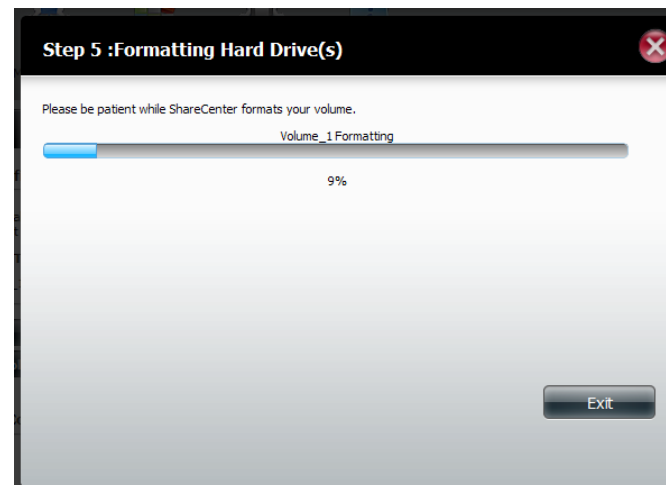 Step 5 :Formatting Hard Drive(s)
Please be patient while ShareCenter formats your volume.
Volume_1 Formatting
9%
Exit